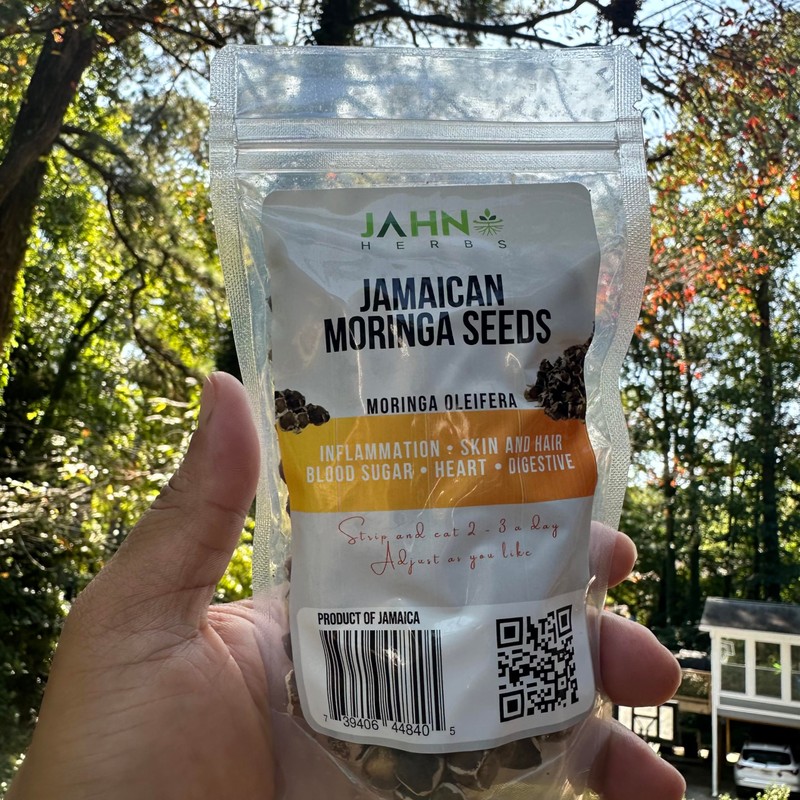 JAHN
HERBS
JAMAICAN
MORINGA SEEDS
MORINGA OLEIFERA
INFLAMMATION • SKIN AND HAIR
BLOOD SUGAR • HEART • DIGESTIVE
Strip and eat 2 - 3 a day
Adjust as you like
PRODUCT OF JAMAICA
7 39406 44840 5